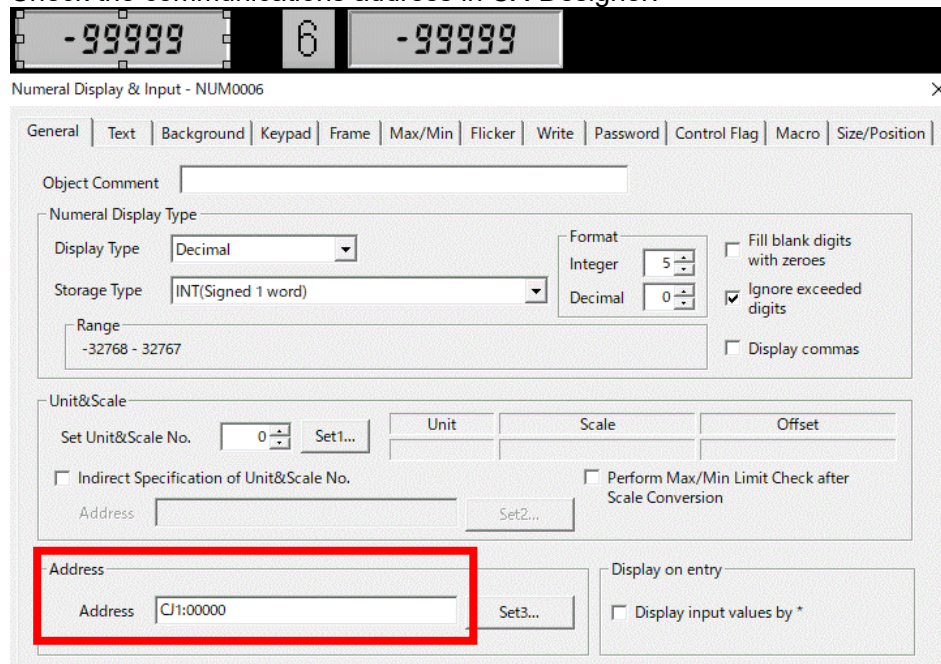 Check the communications address in CX-Designer.
-99999 6 -99999
Numeral Display & Input - NUM0006
General Text Background Keypad Frame Max/Min Flicker Write Password Control Flag Macro Size/Position
Object Comment
Numeral Display Type
Display Type Decimal
Storage Type INT(Signed 1 word)
Format
Integer 5
Decimal 0
Fill blank digits
with zeroes
Ignore exceeded
digits
Display commas
Range
-32768 - 32767
Unit&Scale
Set Unit&Scale No. 0 Set1...
Unit Scale Offset
Indirect Specification of Unit&Scale No.
Address Set2...
Perform Max/Min Limit Check after
Scale Conversion
Address
Address CJ1:00000 Set3...
Display on entry
Display input values by *